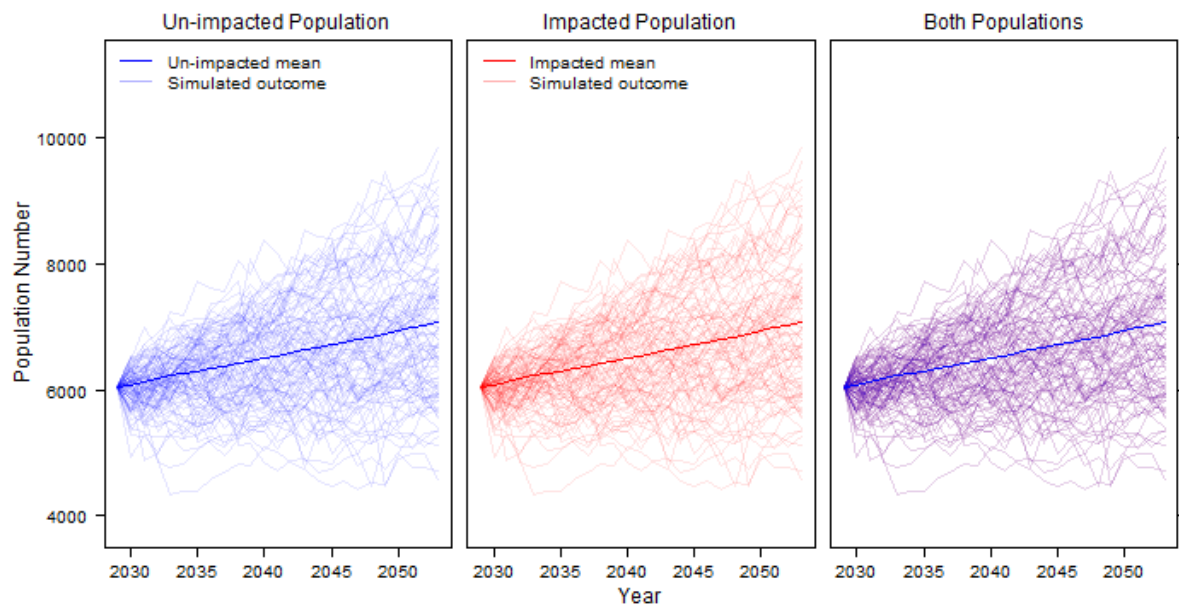 Un-impacted Population
Impacted Population
Both Populations
Un-impacted mean
Simulated outcome
Impacted mean
Simulated outcome
Population Number
10000
8000
6000
4000
2030 2035 2040 2045 2050
2030 2035 2040 2045 2050
2030 2035 2040 2045 2050
Year